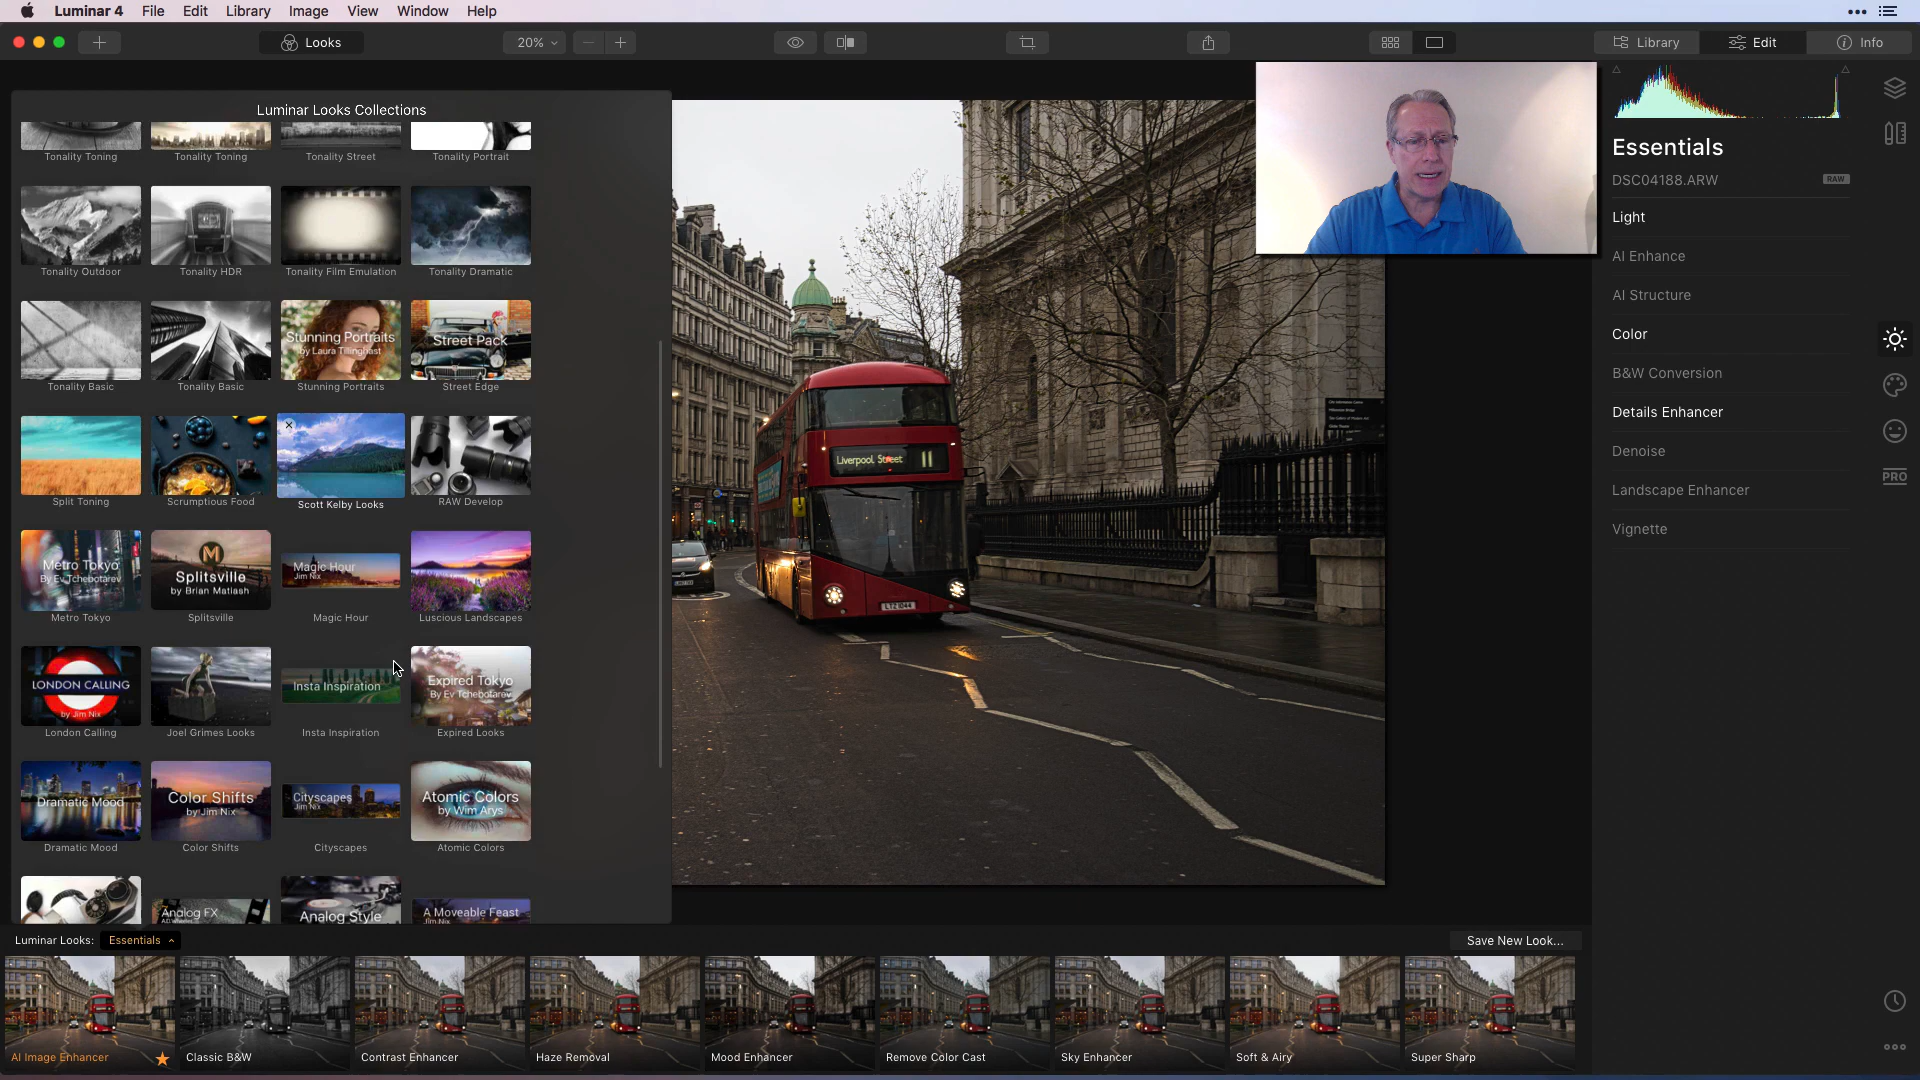 Luminar 4 File Edit Library Image View Window Help
Looks 20% Library Edit Info
Luminar Looks Collections
Tonality Toning Tonality Toning Tonality Street Tonality Portrait
Tonality Outdoor Tonality HDR Tonality Film Emulation Tonality Dramatic
Stunning Portraits
by Laura Tillinghast
Street Pack
Tonality Basic Tonality Basic Stunning Portraits Street Edge
Split Toning Scrumptious Food Scott Kelby Looks RAW Develop
Metro Tokyo
By Ev Tchebotarev
M
Splitsville
by Brian Matiash
Magic Hour
Jim Nix
Metro Tokyo Splitsville Magic Hour Luscious Landscapes
LONDON CALLING
by Jim Nix
Insta Inspiration
Expired Tokyo
By Ev Tchebotarev
London Calling Joel Grimes Looks Insta Inspiration Expired Looks
Dramatic Mood
Color Shifts
by Jim Nix
Cityscapes
Jim Nix
Atomic Colors
by Wim Arys
Dramatic Mood Color Shifts Cityscapes Atomic Colors
Analog FX
Analog Style
A Moveable Feast
Jim Nix
Liverpool Street 11
LTZ 1044
Essentials
DSC04188.ARW RAW
Light
AI Enhance
AI Structure
Color
B&W Conversion
Details Enhancer
Denoise
Landscape Enhancer
Vignette
PRO
Luminar Looks: Essentials Save New Look...
AI Image Enhancer Classic B&W Contrast Enhancer Haze Removal Mood Enhancer Remove Color Cast Sky Enhancer Soft & Airy Super Sharp